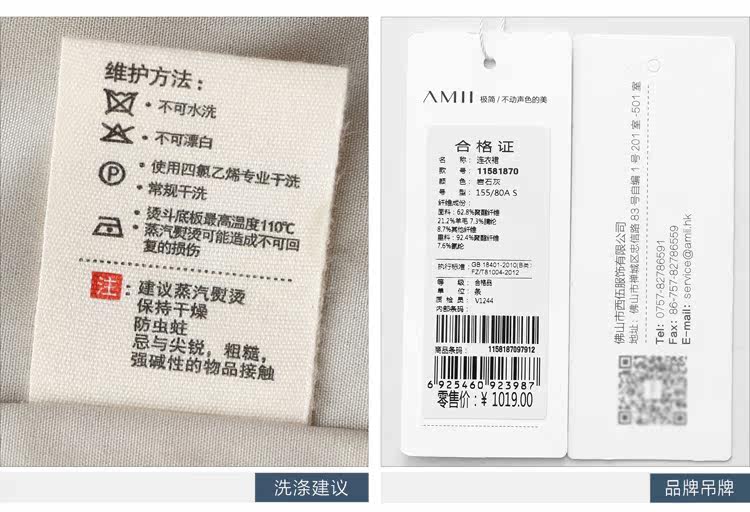 维护方法：
• 不可水洗
• 不可漂白
P
• 使用四氯乙烯专业干洗
• 常规干洗
• 烫斗底板最高温度110℃
• 蒸汽熨烫可能造成不可回
复的损伤
注：建议蒸汽熨烫
保持干燥
防虫蛀
忌与尖锐，粗糙，
强碱性的物品接触
洗涤建议
AMII 极简/不动声色的美
合格证
名 称：连衣裙
款 号：11581870
颜 色：岩石灰
号 型：155/80A S
纤维成份：
面料：62.8%聚酯纤维
21.2%羊毛 7.3%腈纶
8.7%其他纤维
里料：92.4%聚酯纤维
7.6%氨纶
执行标准：GB 18401-2010(B类)
FZ/T81004-2012
等 级：合格品
单 位：条
质 检 员：V1244
内部条码：
商品条码：1158187097912
6925460923987
零售价：¥ 1019.00
佛山市西伍服饰有限公司
地址：佛山市禅城区忠信路 83 号自编 1 号 201 室 501 室
Tel: 0757-82786591
Fax: 86-757-82786559
E-mail: service@amii.hk
品牌吊牌